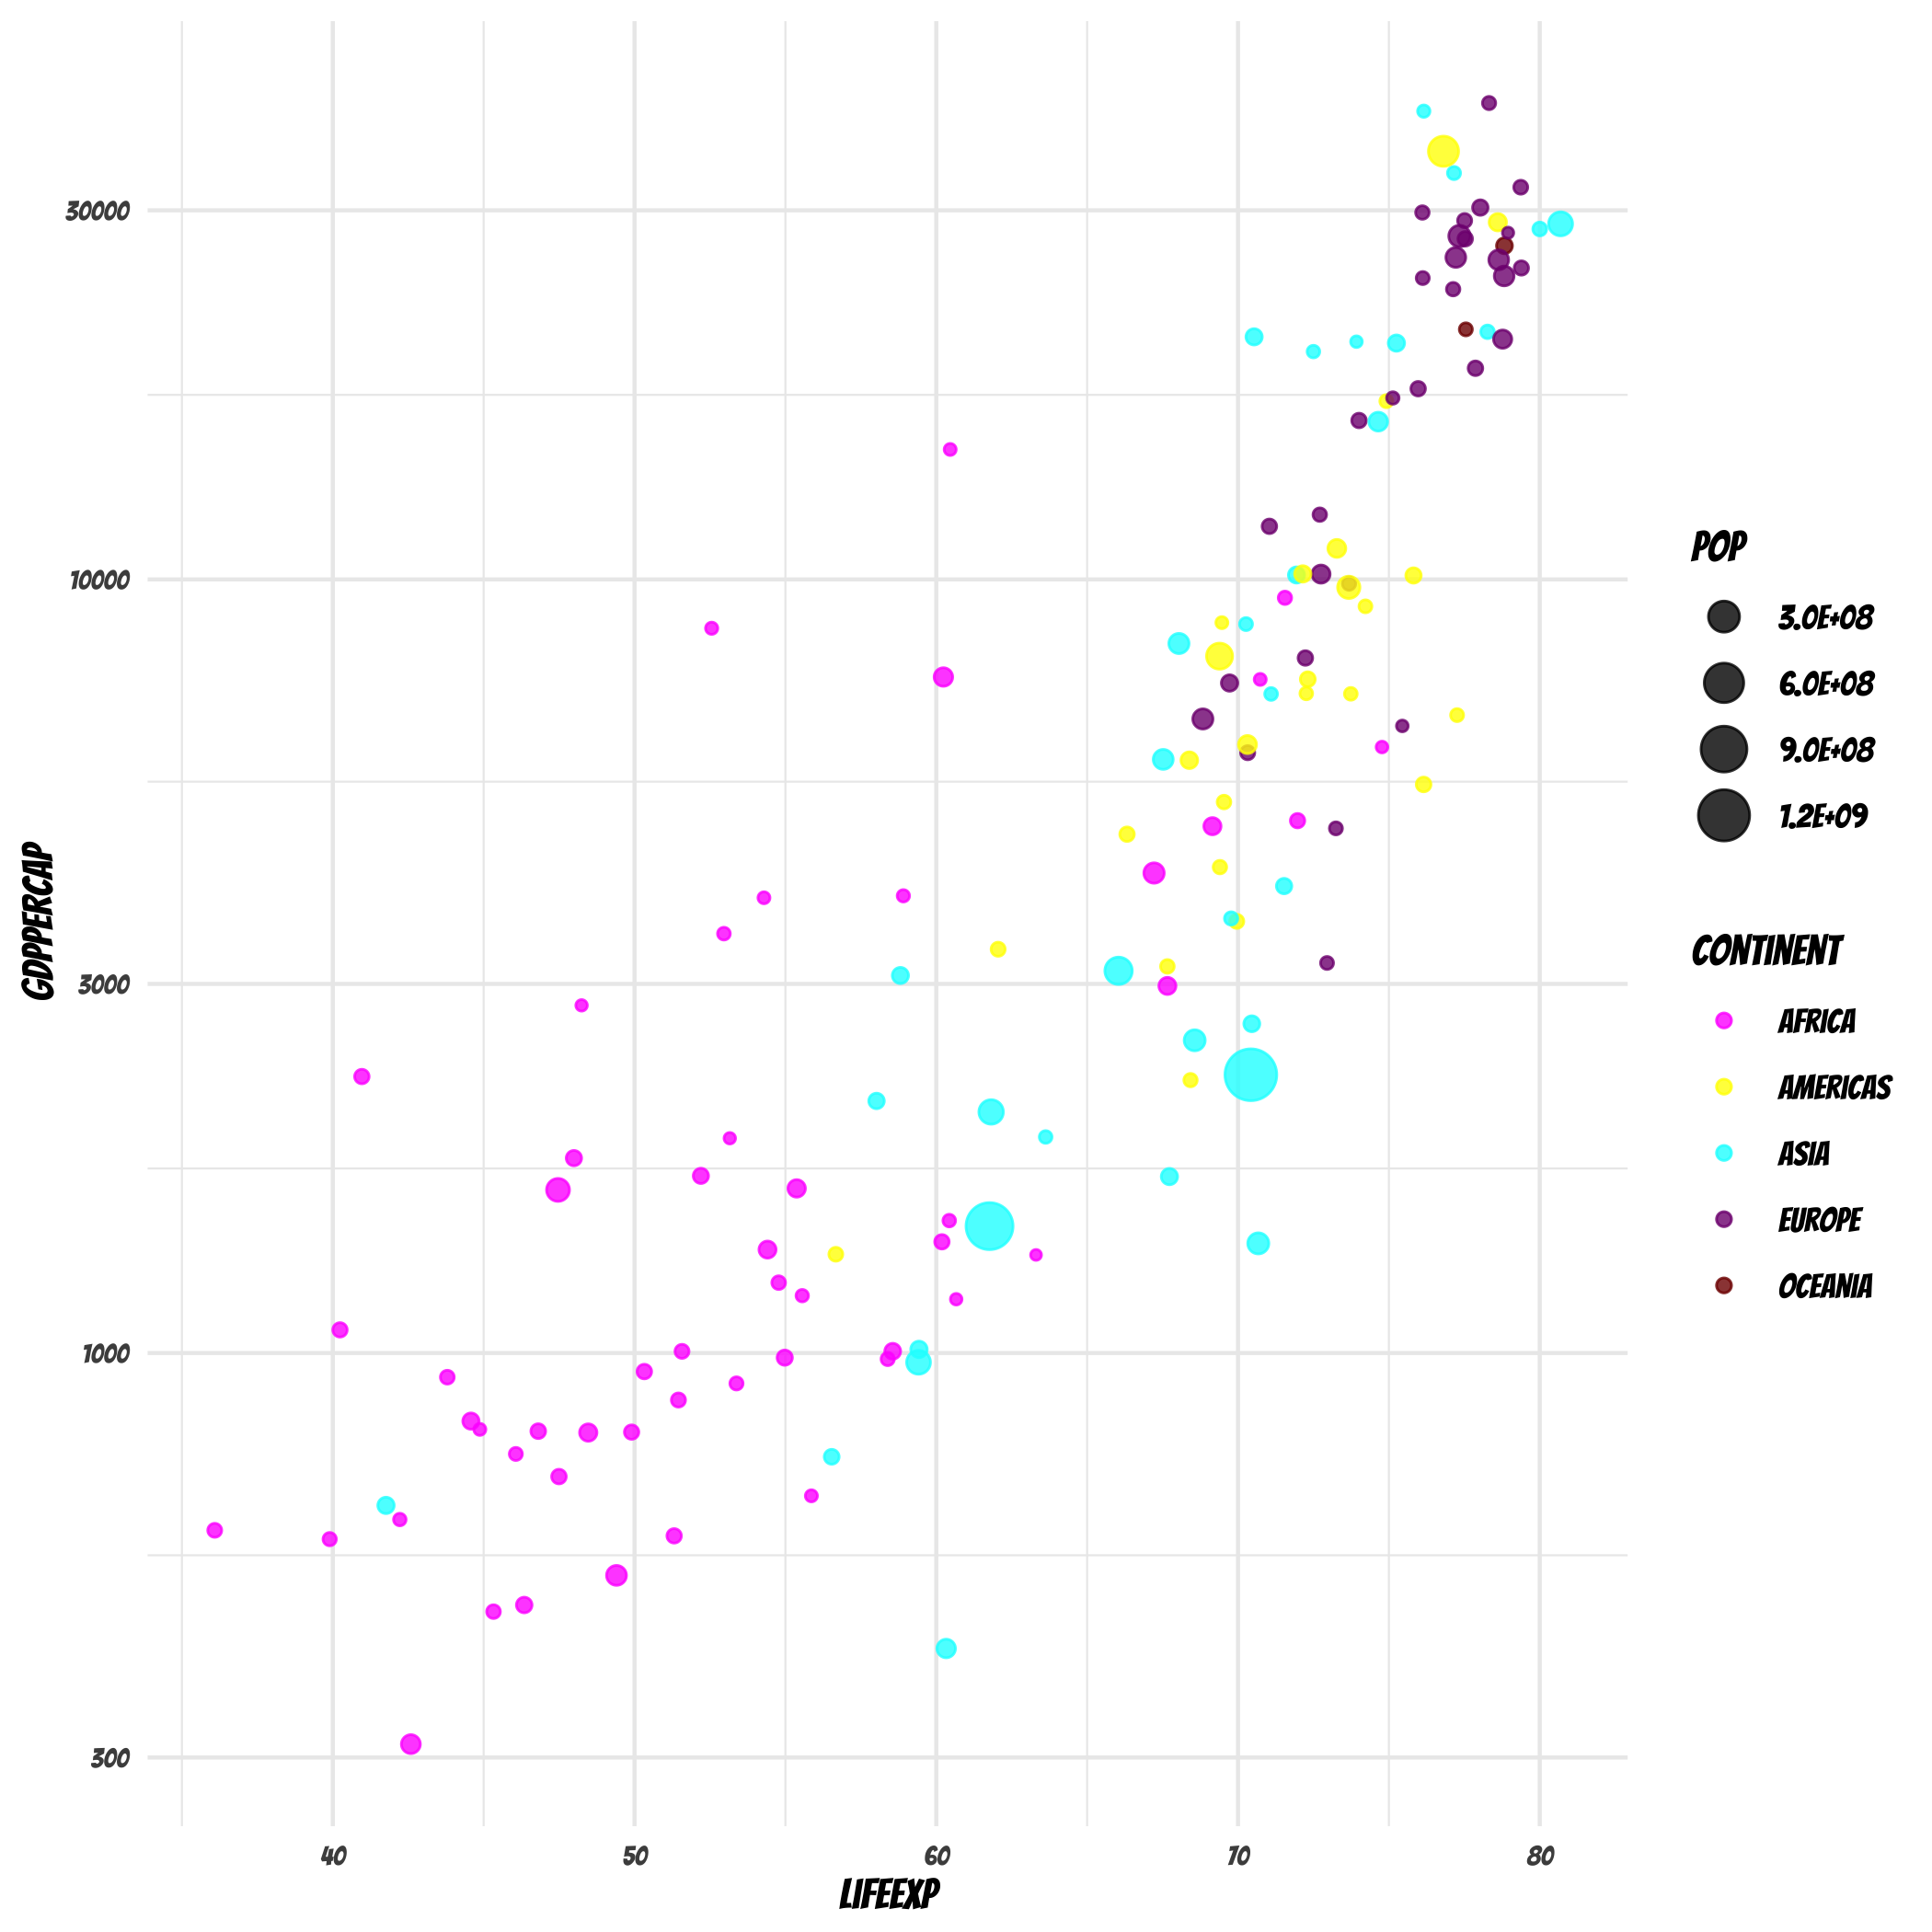 30000
10000
3000
1000
300
GDPPERCAP
40 50 60 70 80
LIFEEXP
POP
3.0E+08
6.0E+08
9.0E+08
1.2E+09
CONTINENT
AFRICA
AMERICAS
ASIA
EUROPE
OCEANIA